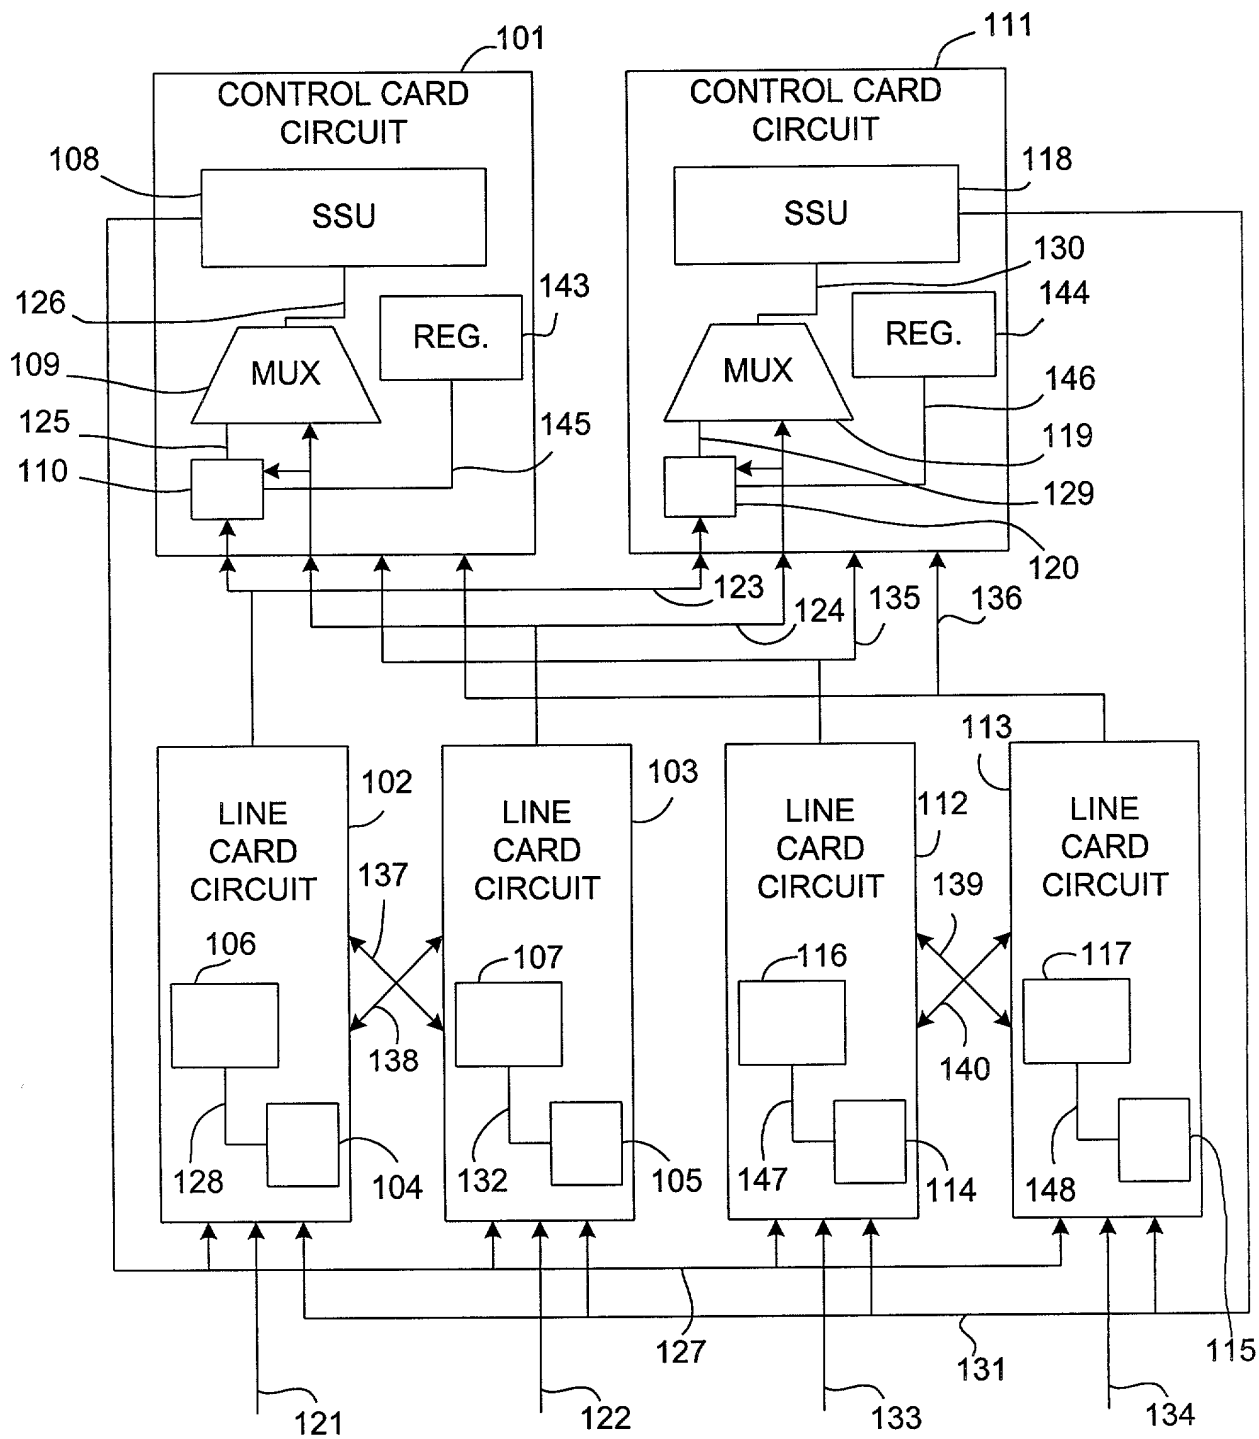 101
111
CONTROL CARD
CIRCUIT
CONTROL CARD
CIRCUIT
108
118
SSU
SSU
130
126
143
144
REG.
REG.
109
MUX
MUX
146
125
145
119
110
129
120
123
124
135
136
113
102
103
112
LINE
CARD
CIRCUIT
LINE
CARD
CIRCUIT
LINE
CARD
CIRCUIT
LINE
CARD
CIRCUIT
137
139
106
107
116
117
138
140
128
104
132
105
147
114
148
115
127
131
121
122
133
134